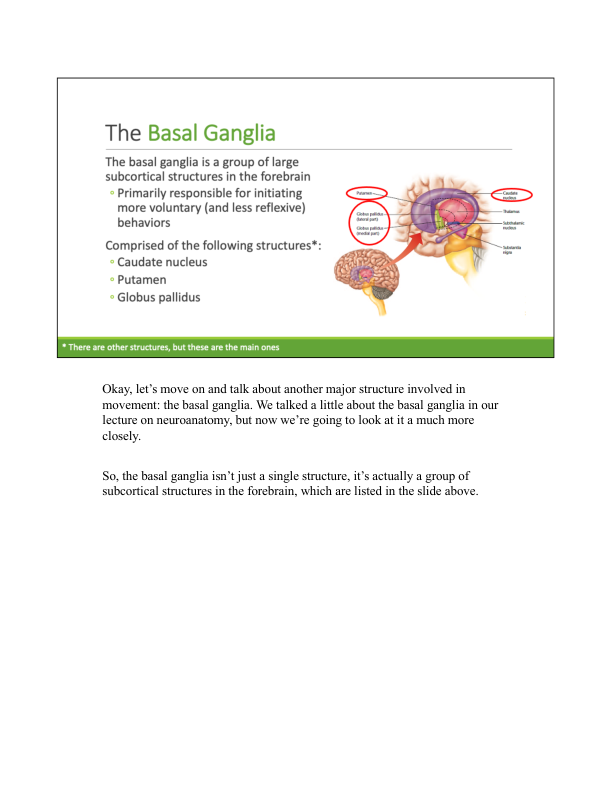 The Basal Ganglia
The basal ganglia is a group of large
subcortical structures in the forebrain
◦ Primarily responsible for initiating
more voluntary (and less reflexive)
behaviors
Comprised of the following structures*:
◦ Caudate nucleus
◦ Putamen
◦ Globus pallidus
Putamen
Globus pallidus
(lateral part)
Globus pallidus
(medial part)
Caudate
nucleus
Thalamus
Subthalamic
nucleus
Substantia
nigra
* There are other structures, but these are the main ones
Okay, let’s move on and talk about another major structure involved in
movement: the basal ganglia. We talked a little about the basal ganglia in our
lecture on neuroanatomy, but now we’re going to look at it a much more
closely.
So, the basal ganglia isn’t just a single structure, it’s actually a group of
subcortical structures in the forebrain, which are listed in the slide above.